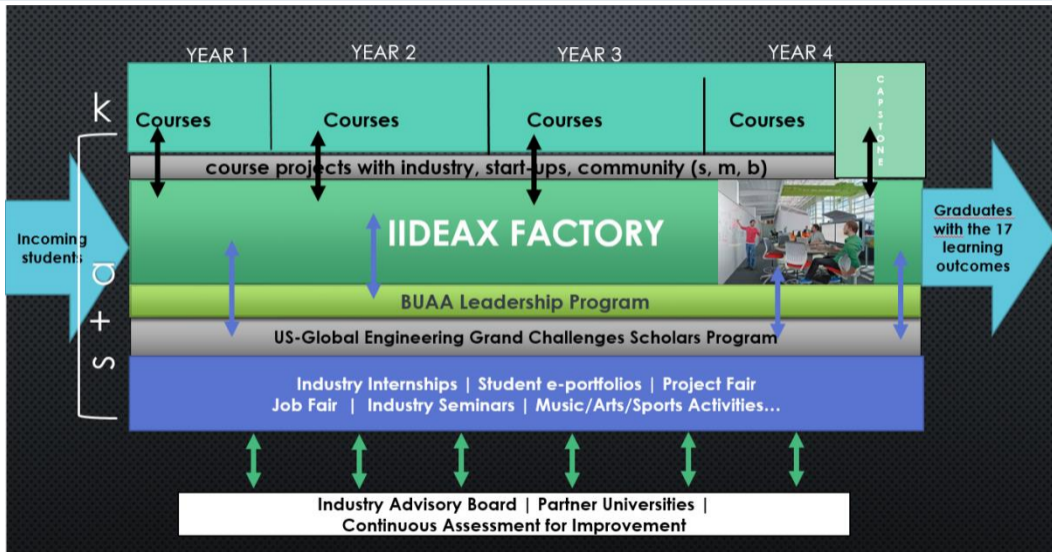 YEAR 1
YEAR 2
YEAR 3
YEAR 4
k
Courses
Courses
Courses
Courses
CAPSTONE
course projects with industry, start-ups, community (s, m, b)
Incoming
students
IIDEAX FACTORY
Graduates
with the 17
learning
outcomes
s + a
BUAA Leadership Program
US-Global Engineering Grand Challenges Scholars Program
Industry Internships | Student e-portfolios | Project Fair
Job Fair | Industry Seminars | Music/Arts/Sports Activities...
Industry Advisory Board | Partner Universities |
Continuous Assessment for Improvement